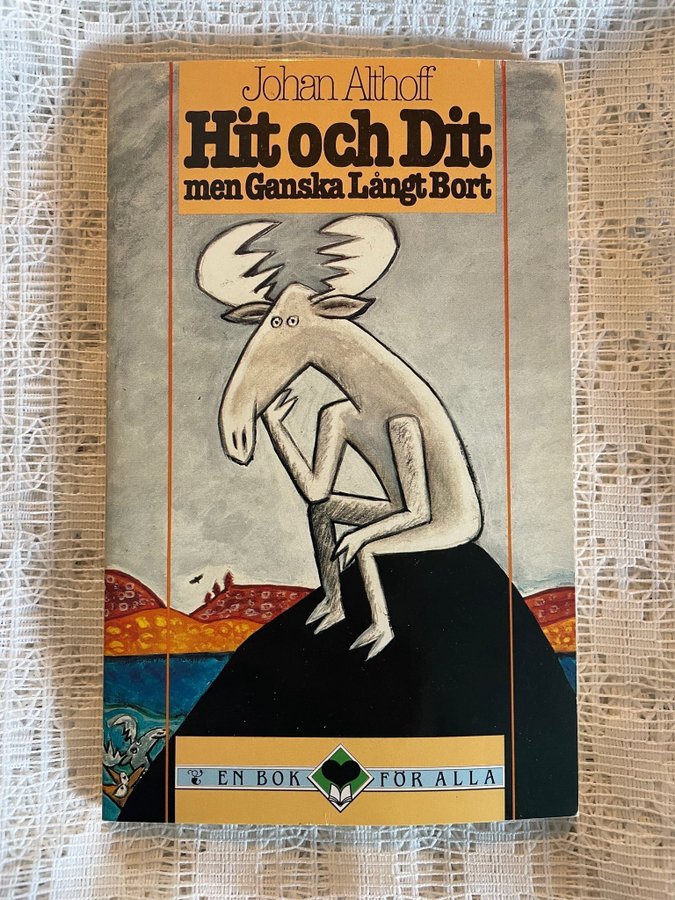 Johan Althoff
Hit och Dit
men Ganska Långt Bort
EN BOK FÖR ALLA